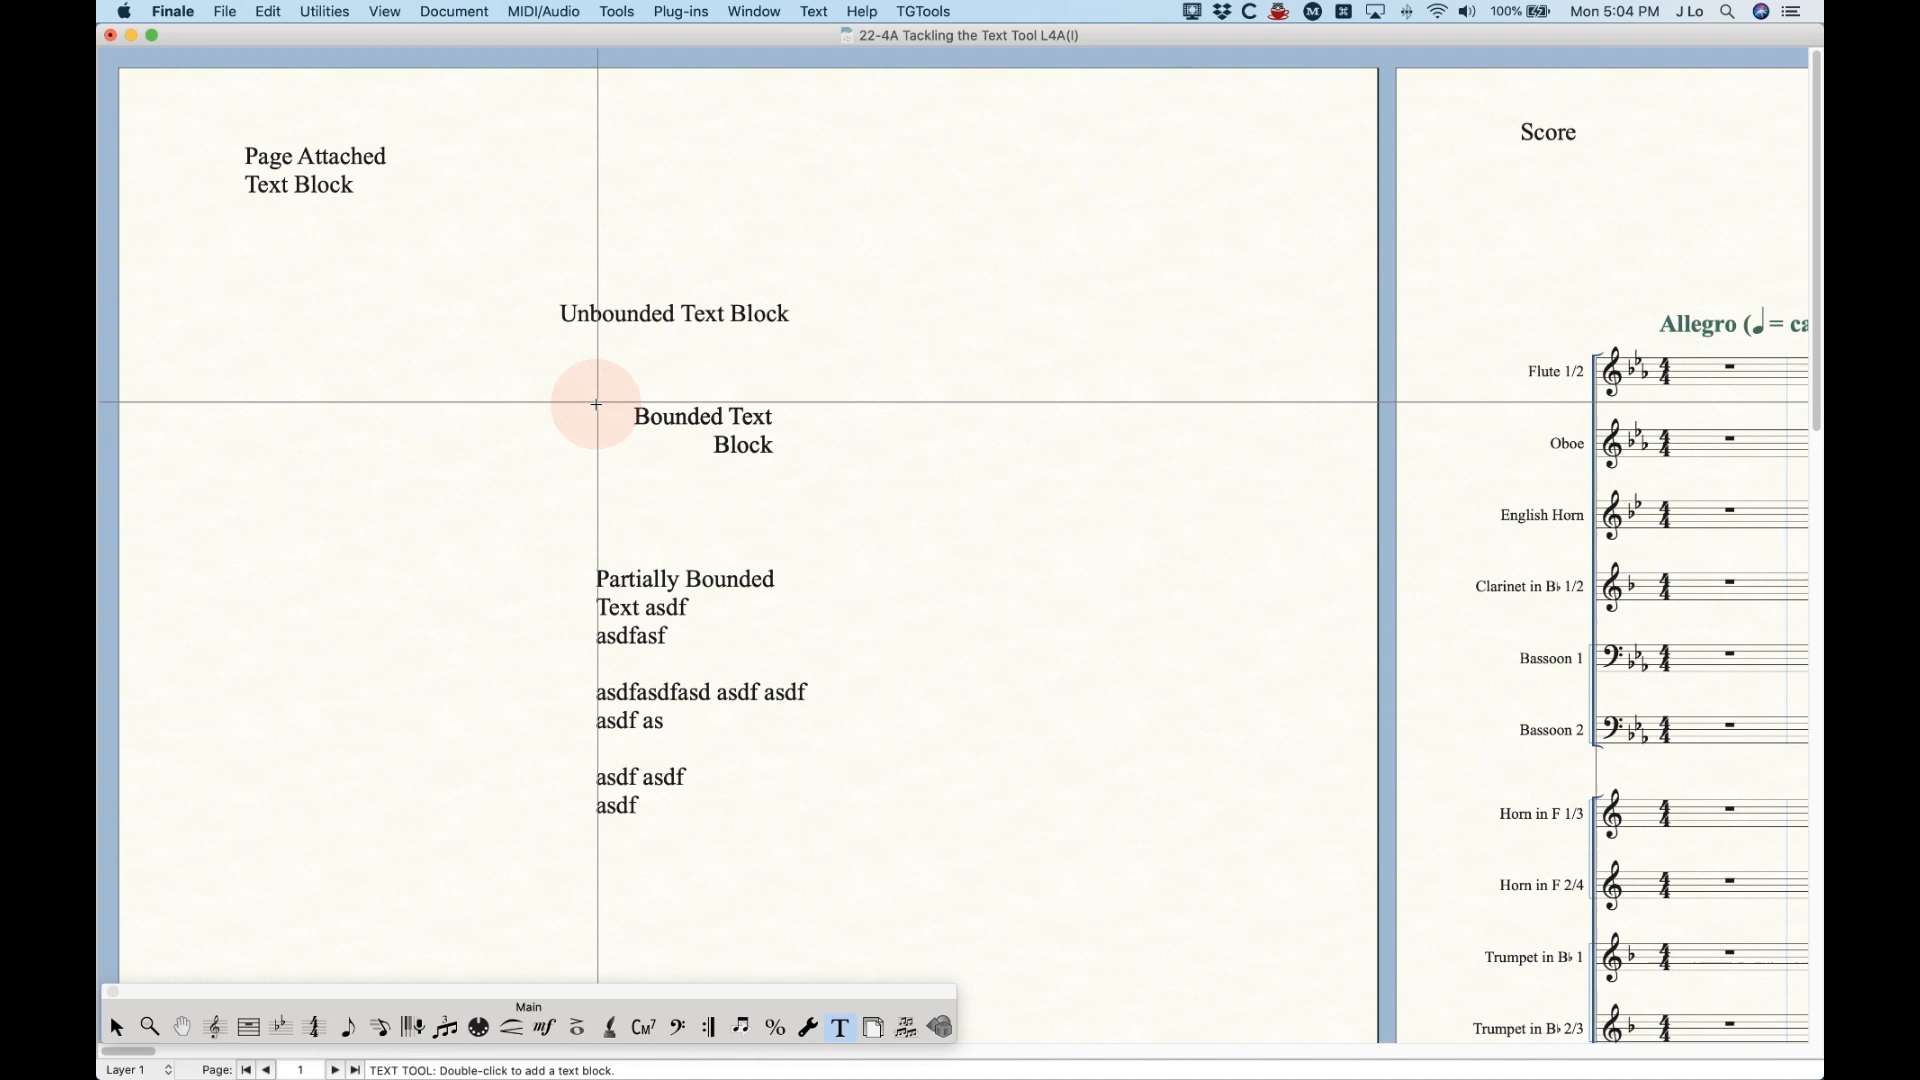 Finale File Edit Utilities View Document MIDI/Audio Tools Plug-ins Window Text Help TGTools 100% Mon 5:04 PM J Lo
22-4A Tackling the Text Tool L4A(I)
Page Attached
Text Block
Unbounded Text Block
Bounded Text
Block
Partially Bounded
Text asdf
asdfasf
asdfasdfasd asdf asdf
asdf as
asdf asdf
asdf
Score
Allegro (♩= ca
Flute 1/2
Oboe
English Horn
Clarinet in B♭ 1/2
Bassoon 1
Bassoon 2
Horn in F 1/3
Horn in F 2/4
Trumpet in B♭ 1
Trumpet in B♭ 2/3
Main
mf CM7 % T
Layer 1 Page: 1 TEXT TOOL: Double-click to add a text block.